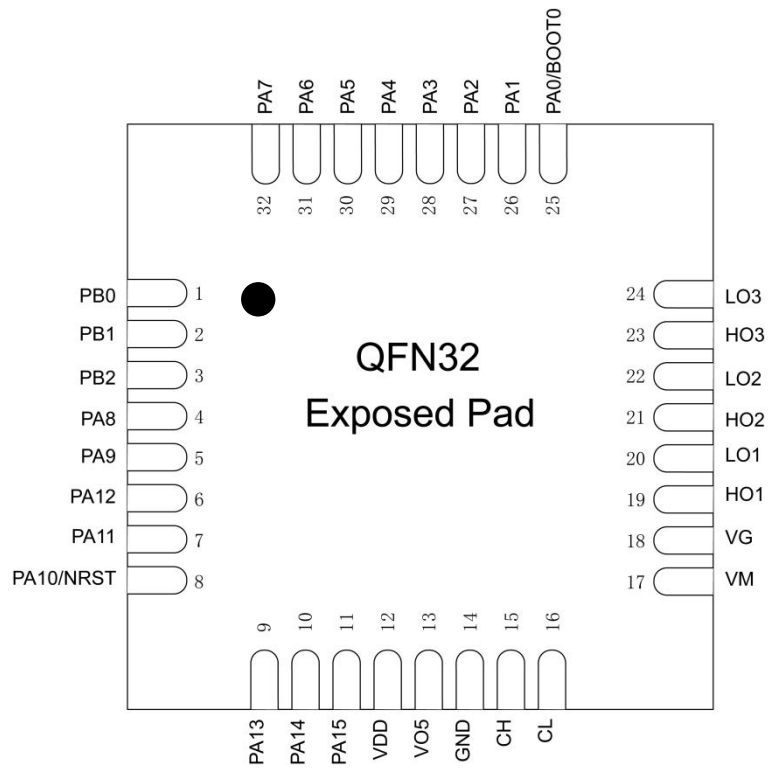 PA7
PA6
PA5
PA4
PA3
PA2
PA1
PA0/BOOT0
32
31
30
29
28
27
26
25
PB0 1
PB1 2
PB2 3
PA8 4
PA9 5
PA12 6
PA11 7
PA10/NRST 8
QFN32
Exposed Pad
24 LO3
23 HO3
22 LO2
21 HO2
20 LO1
19 HO1
18 VG
17 VM
9
10
11
12
13
14
15
16
PA13
PA14
PA15
VDD
VO5
GND
CH
CL